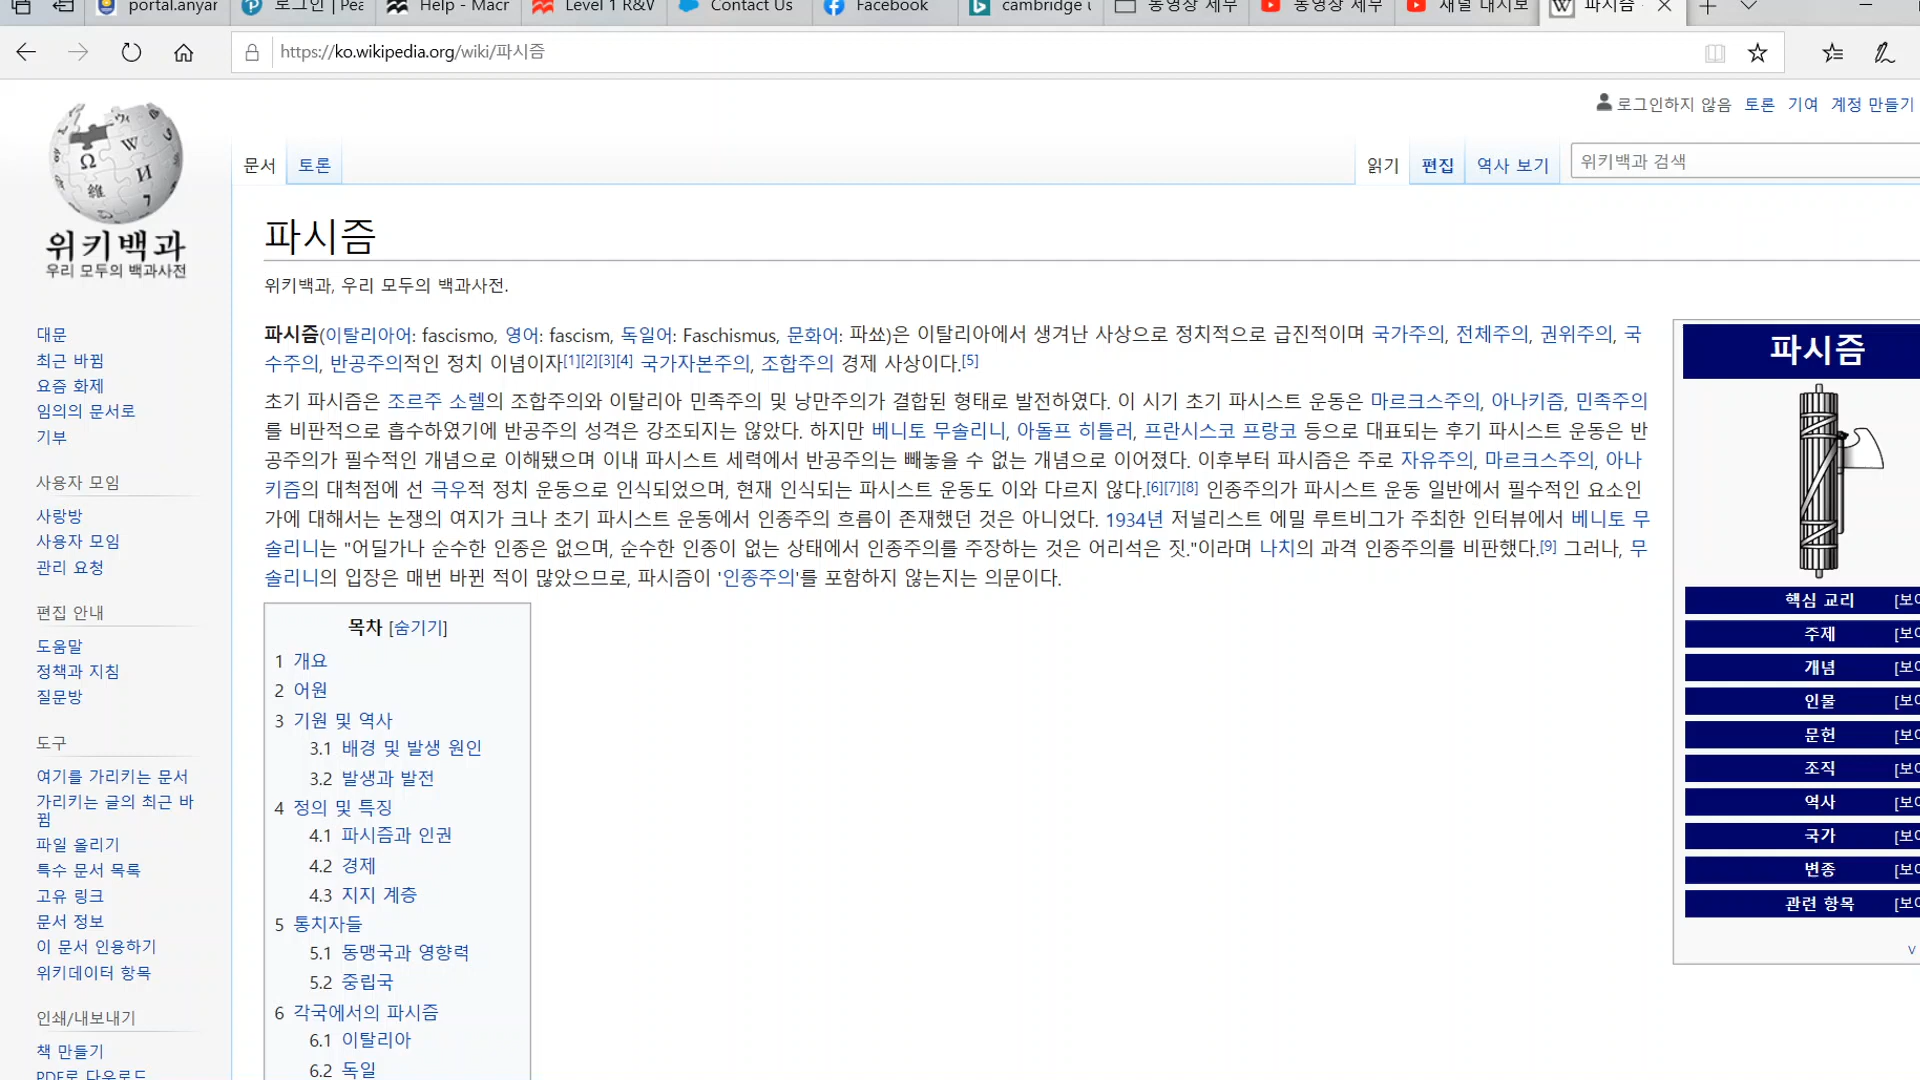 portal.anyar
로그인 | Pea
Help - Macr
Level 1 R&V
Contact Us
Facebook
cambridge u
동영상 세부
동영상 세부
채널 대시보
파시즘 -
https://ko.wikipedia.org/wiki/파시즘
로그인하지 않음 토론 기여 계정 만들기
문서 토론 읽기 편집 역사 보기 위키백과 검색
위키백과
우리 모두의 백과사전
대문
최근 바뀜
요즘 화제
임의의 문서로
기부
사용자 모임
사랑방
사용자 모임
관리 요청
편집 안내
도움말
정책과 지침
질문방
도구
여기를 가리키는 문서
가리키는 글의 최근 바
뀜
파일 올리기
특수 문서 목록
고유 링크
문서 정보
이 문서 인용하기
위키데이터 항목
인쇄/내보내기
책 만들기
PDF로 다운로드
파시즘
위키백과, 우리 모두의 백과사전.
파시즘(이탈리아어: fascismo, 영어: fascism, 독일어: Faschismus, 문화어: 파쑈)은 이탈리아에서 생겨난 사상으로 정치적으로 급진적이며 국가주의, 전체주의, 권위주의, 국
수주의, 반공주의적인 정치 이념이자[1][2][3][4] 국가자본주의, 조합주의 경제 사상이다.[5]
초기 파시즘은 조르주 소렐의 조합주의와 이탈리아 민족주의 및 낭만주의가 결합된 형태로 발전하였다. 이 시기 초기 파시스트 운동은 마르크스주의, 아나키즘, 민족주의
를 비판적으로 흡수하였기에 반공주의 성격은 강조되지는 않았다. 하지만 베니토 무솔리니, 아돌프 히틀러, 프란시스코 프랑코 등으로 대표되는 후기 파시스트 운동은 반
공주의가 필수적인 개념으로 이해됐으며 이내 파시스트 세력에서 반공주의는 빼놓을 수 없는 개념으로 이어졌다. 이후부터 파시즘은 주로 자유주의, 마르크스주의, 아나
키즘의 대척점에 선 극우적 정치 운동으로 인식되었으며, 현재 인식되는 파시스트 운동도 이와 다르지 않다.[6][7][8] 인종주의가 파시스트 운동 일반에서 필수적인 요소인
가에 대해서는 논쟁의 여지가 크나 초기 파시스트 운동에서 인종주의 흐름이 존재했던 것은 아니었다. 1934년 저널리스트 에밀 루트비그가 주최한 인터뷰에서 베니토 무
솔리니는 "어딜가나 순수한 인종은 없으며, 순수한 인종이 없는 상태에서 인종주의를 주장하는 것은 어리석은 짓."이라며 나치의 과격 인종주의를 비판했다.[9] 그러나, 무
솔리니의 입장은 매번 바뀐 적이 많았으므로, 파시즘이 '인종주의'를 포함하지 않는지는 의문이다.
목차 [숨기기]
1 개요
2 어원
3 기원 및 역사
3.1 배경 및 발생 원인
3.2 발생과 발전
4 정의 및 특징
4.1 파시즘과 인권
4.2 경제
4.3 지지 계층
5 통치자들
5.1 동맹국과 영향력
5.2 중립국
6 각국에서의 파시즘
6.1 이탈리아
6.2 독일
파시즘
핵심 교리 [보이
주제 [보이
개념 [보이
인물 [보이
문헌 [보이
조직 [보이
역사 [보이
국가 [보이
변종 [보이
관련 항목 [보이
v